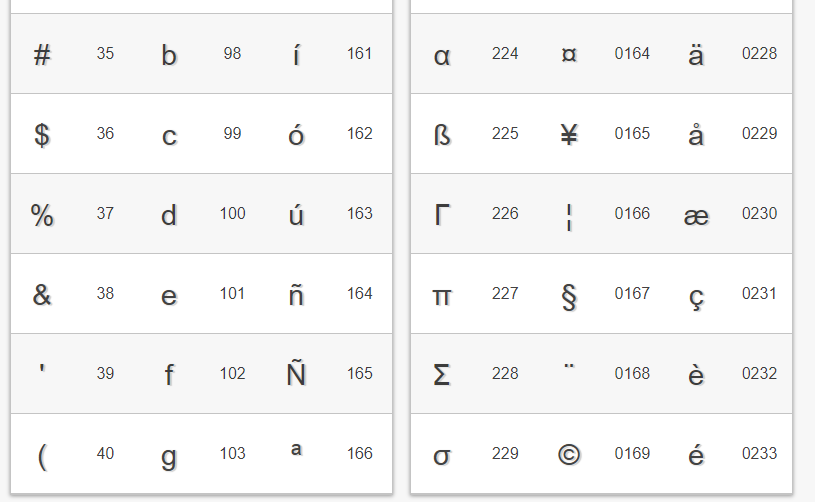 # 35 b 98 í 161 α 224 ¤ 0164 ä 0228
$ 36 c 99 ó 162 ß 225 ¥ 0165 å 0229
% 37 d 100 ú 163 Γ 226 ¦ 0166 æ 0230
& 38 e 101 ñ 164 π 227 § 0167 ç 0231
' 39 f 102 Ñ 165 Σ 228 ¨ 0168 è 0232
( 40 g 103 ª 166 σ 229 © 0169 é 0233